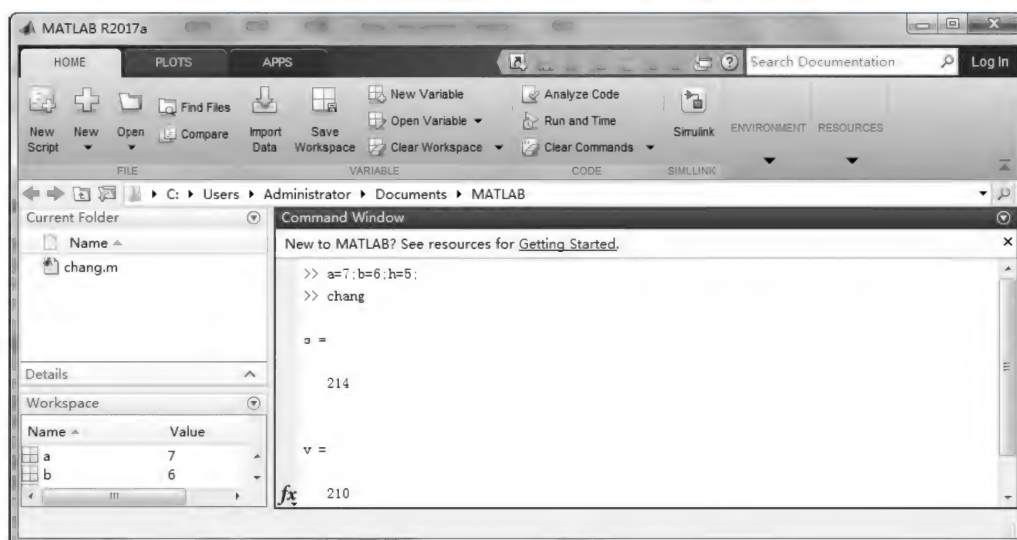 MATLAB R2017a
HOME PLOTS APPS Search Documentation Log In
New Script
New
Open
Find Files
Compare
Import Data
Save Workspace
New Variable
Open Variable
Clear Workspace
Analyze Code
Run and Time
Clear Commands
Simulink
ENVIRONMENT
RESOURCES
FILE VARIABLE CODE SIMULINK
C: Users Administrator Documents MATLAB
Current Folder
Name
chang.m
Details
Workspace
Name Value
a 7
b 6
Command Window
New to MATLAB? See resources for Getting Started.
>> a=7;b=6;h=5;
>> chang
s =
214
v =
210
fx